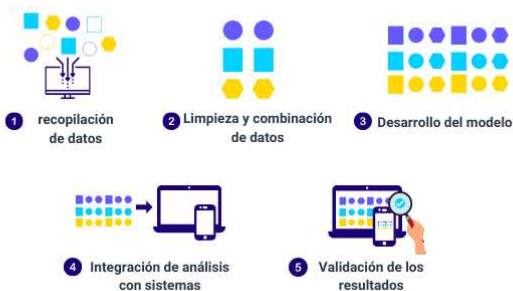 1 recopilación
de datos
2 Limpieza y combinación
de datos
3 Desarrollo del modelo
4 Integración de análisis
con sistemas
5 Validación de los
resultados